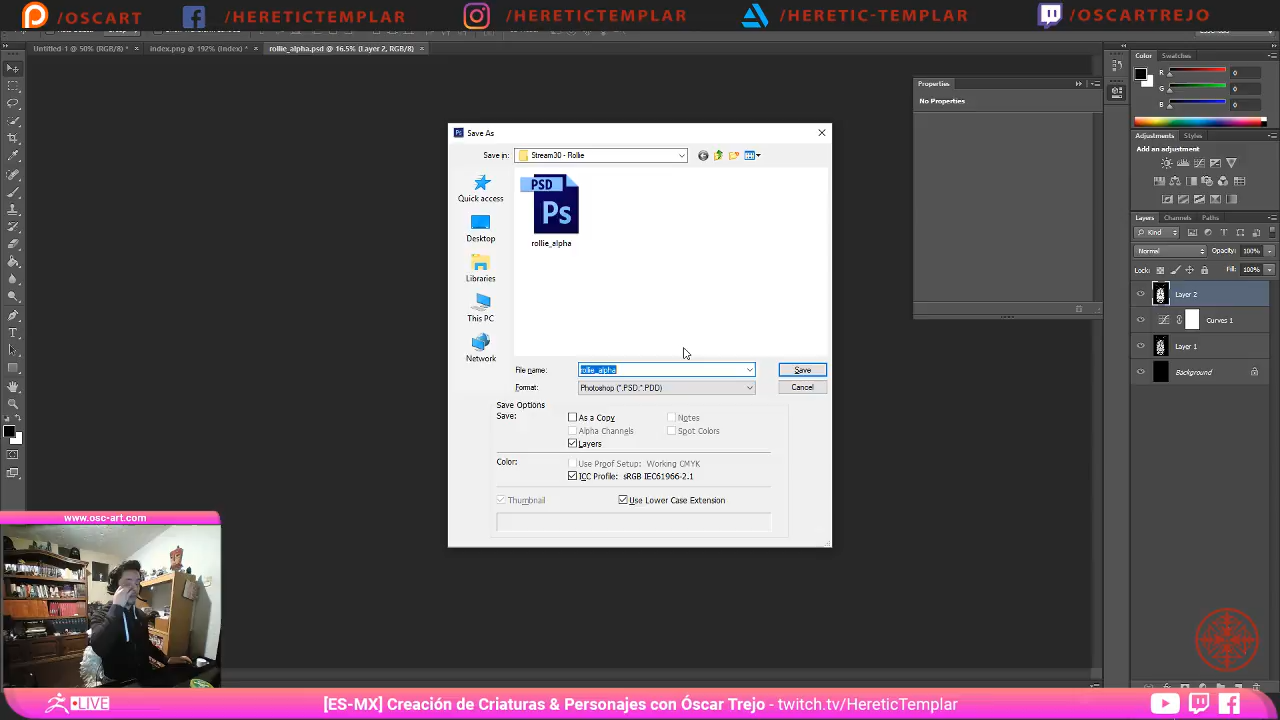 /OSCART
/HERETICTEMPLAR
/HERETICTEMPLAR
/HERETIC-TEMPLAR
/OSCARTREJO
Untitled-1 @ 50% (RGB/8) *
index.png @ 192% (Index) *
rollie_alpha.psd @ 16.5% (Layer 2, RGB/8)
Color
Swatches
R
0
G
0
B
0
Properties
No Properties
Adjustments
Styles
Add an adjustment
Layers
Channels
Paths
Kind
Normal
Opacity: 100%
Lock:
Fill: 100%
Layer 2
Curves 1
Layer 1
Background
Ps
Save As
Save in:
Stream30 - Rollie
Quick access
Desktop
Libraries
This PC
Network
PSD
Ps
rollie_alpha
File name:
rollie_alpha
Save
Format:
Photoshop (*.PSD,*.PDD)
Cancel
Save Options
Save:
As a Copy
Notes
Alpha Channels
Spot Colors
Layers
Color:
Use Proof Setup: Working CMYK
ICC Profile: sRGB IEC61966-2.1
Thumbnail
Use Lower Case Extension
www.osc-art.com
LIVE
[ES-MX] Creación de Criaturas & Personajes con Óscar Trejo - twitch.tv/HereticTemplar